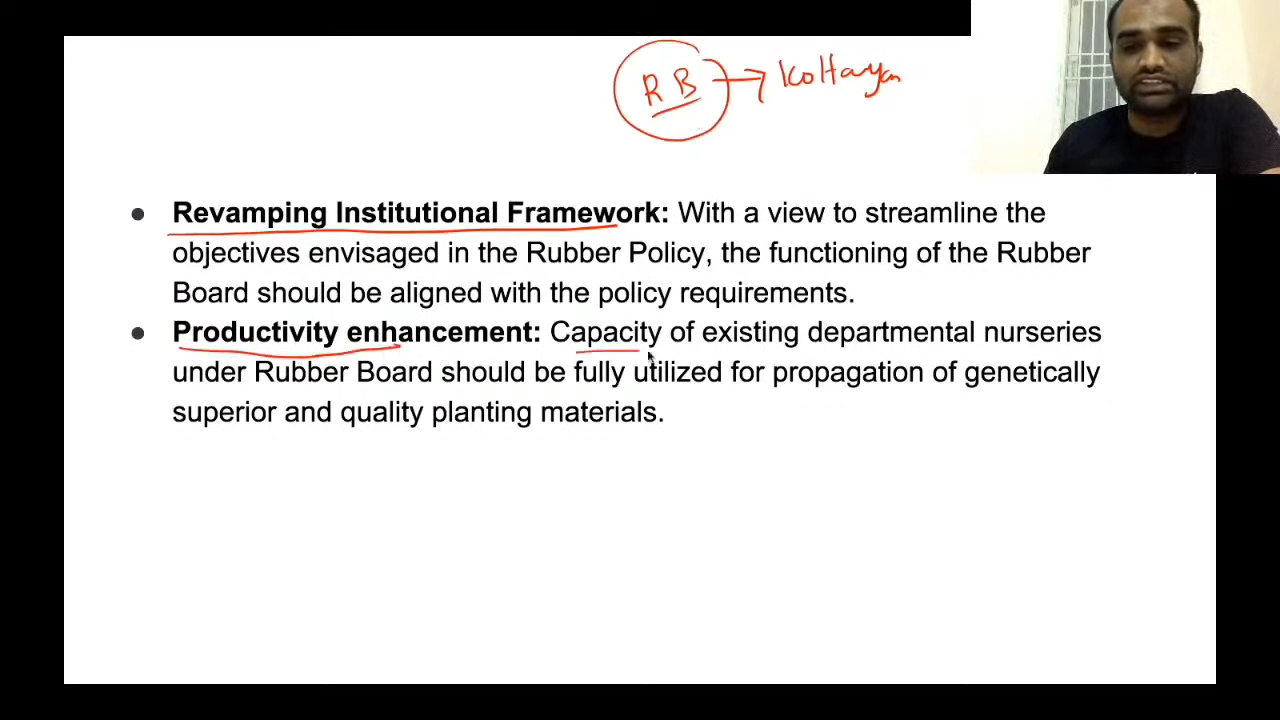 RB → Kottayam
● Revamping Institutional Framework: With a view to streamline the
objectives envisaged in the Rubber Policy, the functioning of the Rubber
Board should be aligned with the policy requirements.
● Productivity enhancement: Capacity of existing departmental nurseries
under Rubber Board should be fully utilized for propagation of genetically
superior and quality planting materials.